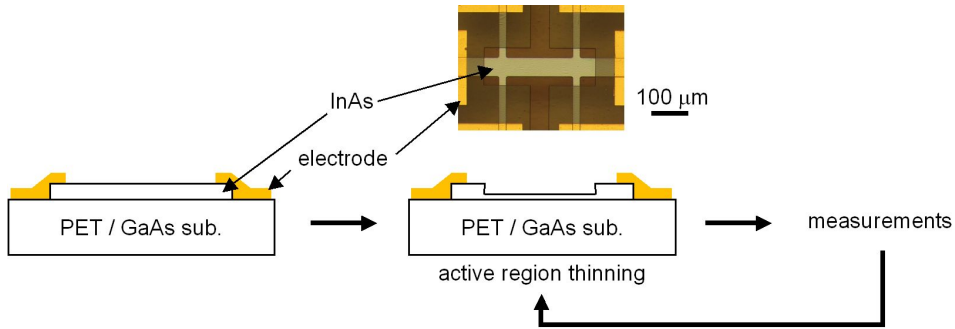 InAs
100 μm
electrode
PET / GaAs sub.
PET / GaAs sub.
measurements
active region thinning